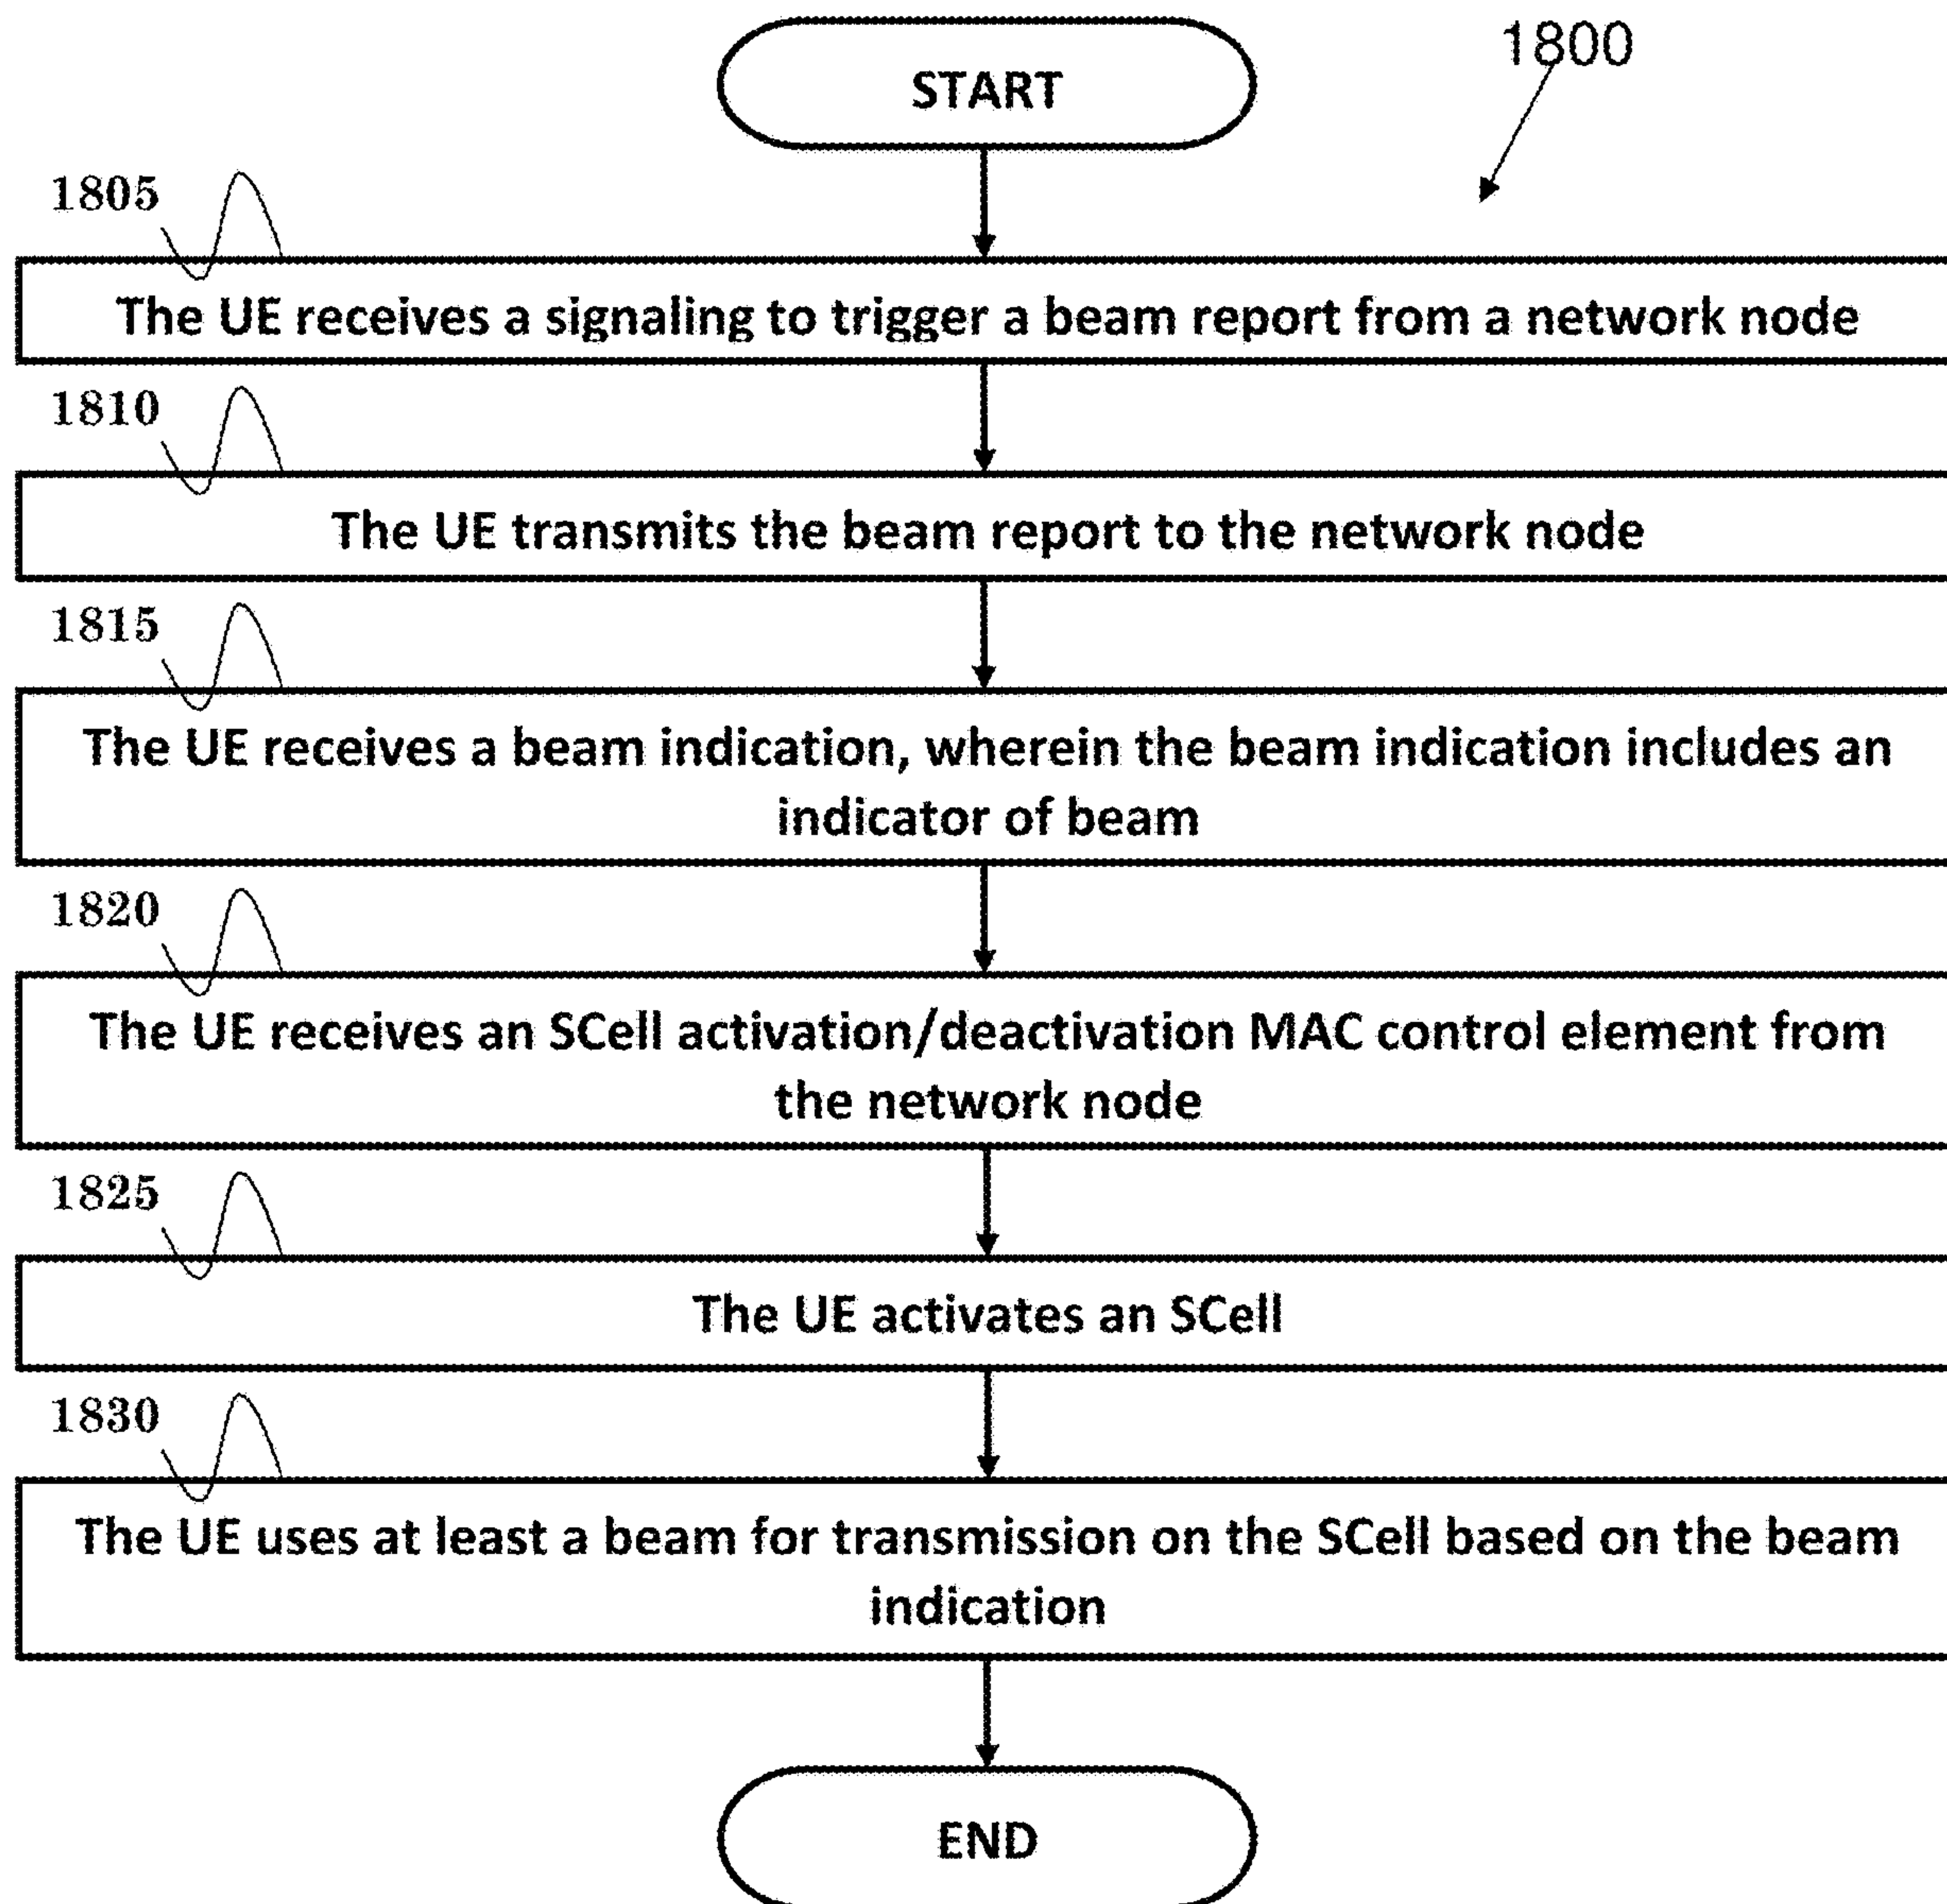 START
1800
1805
The UE receives a signaling to trigger a beam report from a network node
1810
The UE transmits the beam report to the network node
1815
The UE receives a beam indication, wherein the beam indication includes an
indicator of beam
1820
The UE receives an SCell activation/deactivation MAC control element from
the network node
1825
The UE activates an SCell
1830
The UE uses at least a beam for transmission on the SCell based on the beam
indication
END